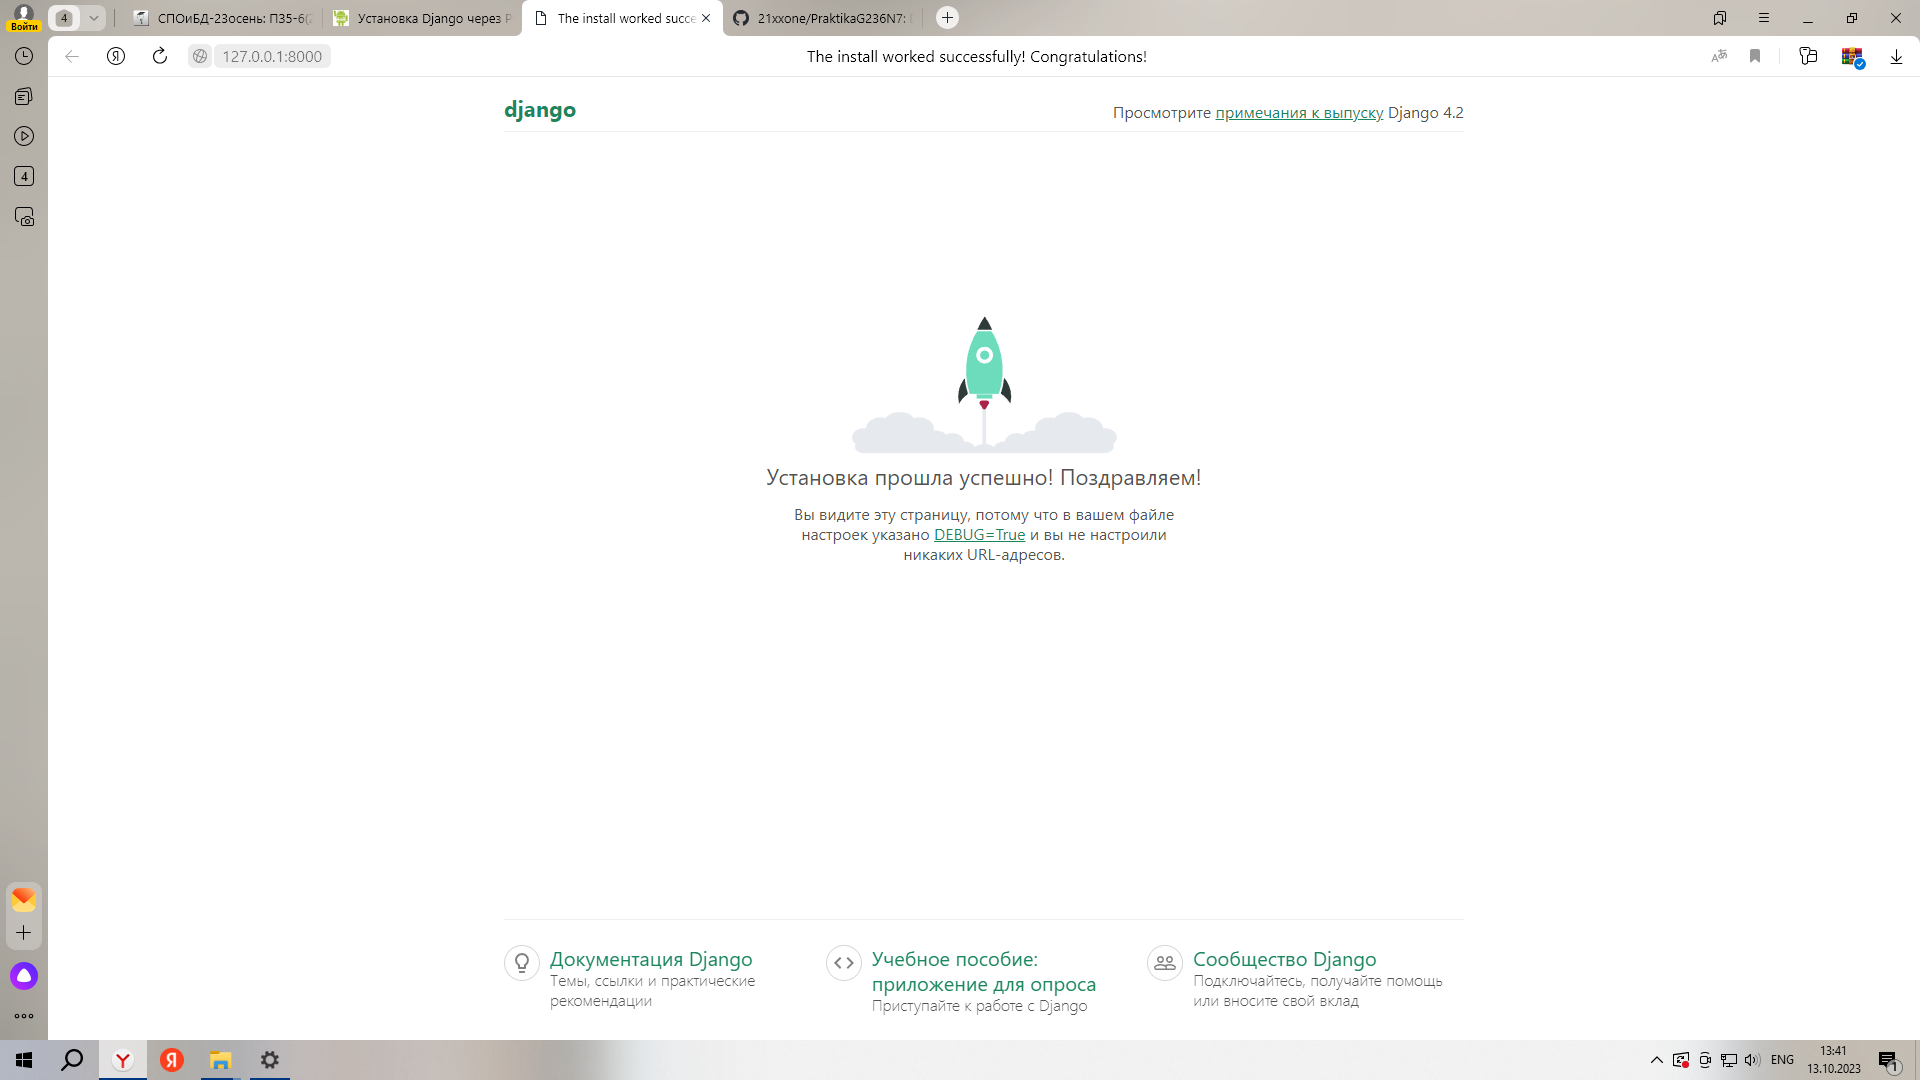 4
СПОиБД-23осень: ПЗ5-6(2
Установка Django через P
The install worked succe
21xxone/PraktikaG236N7:
Войти
Я
127.0.0.1:8000
The install worked successfully! Congratulations!
django
Просмотрите примечания к выпуску Django 4.2
4
Установка прошла успешно! Поздравляем!
Вы видите эту страницу, потому что в вашем файле
настроек указано DEBUG=True и вы не настроили
никаких URL-адресов.
Документация Django
Темы, ссылки и практические
рекомендации
Учебное пособие:
приложение для опроса
Приступайте к работе с Django
Сообщество Django
Подключайтесь, получайте помощь
или вносите свой вклад
Y
Я
ENG
13:41
13.10.2023
1